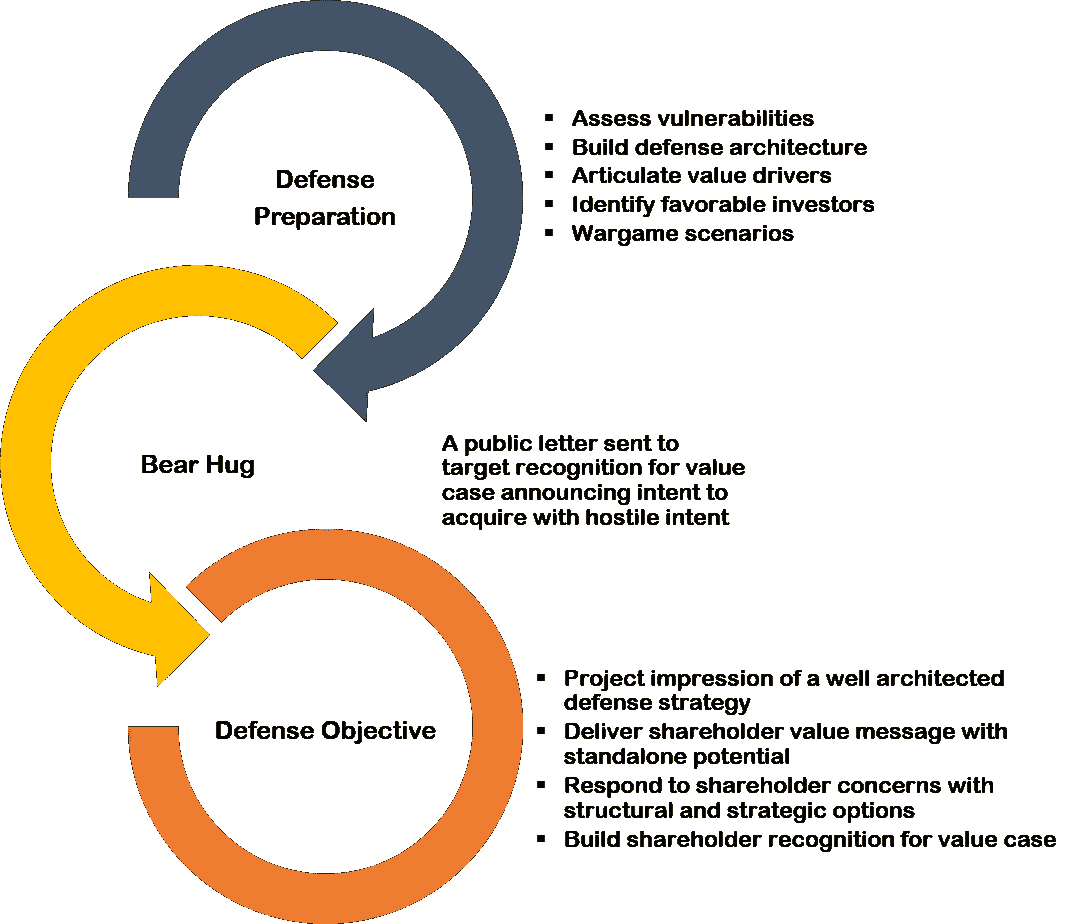 Defense
Preparation
▪ Assess vulnerabilities
▪ Build defense architecture
▪ Articulate value drivers
▪ Identify favorable investors
▪ Wargame scenarios
Bear Hug
A public letter sent to
target recognition for value
case announcing intent to
acquire with hostile intent
Defense Objective
▪ Project impression of a well architected
defense strategy
▪ Deliver shareholder value message with
standalone potential
▪ Respond to shareholder concerns with
structural and strategic options
▪ Build shareholder recognition for value case